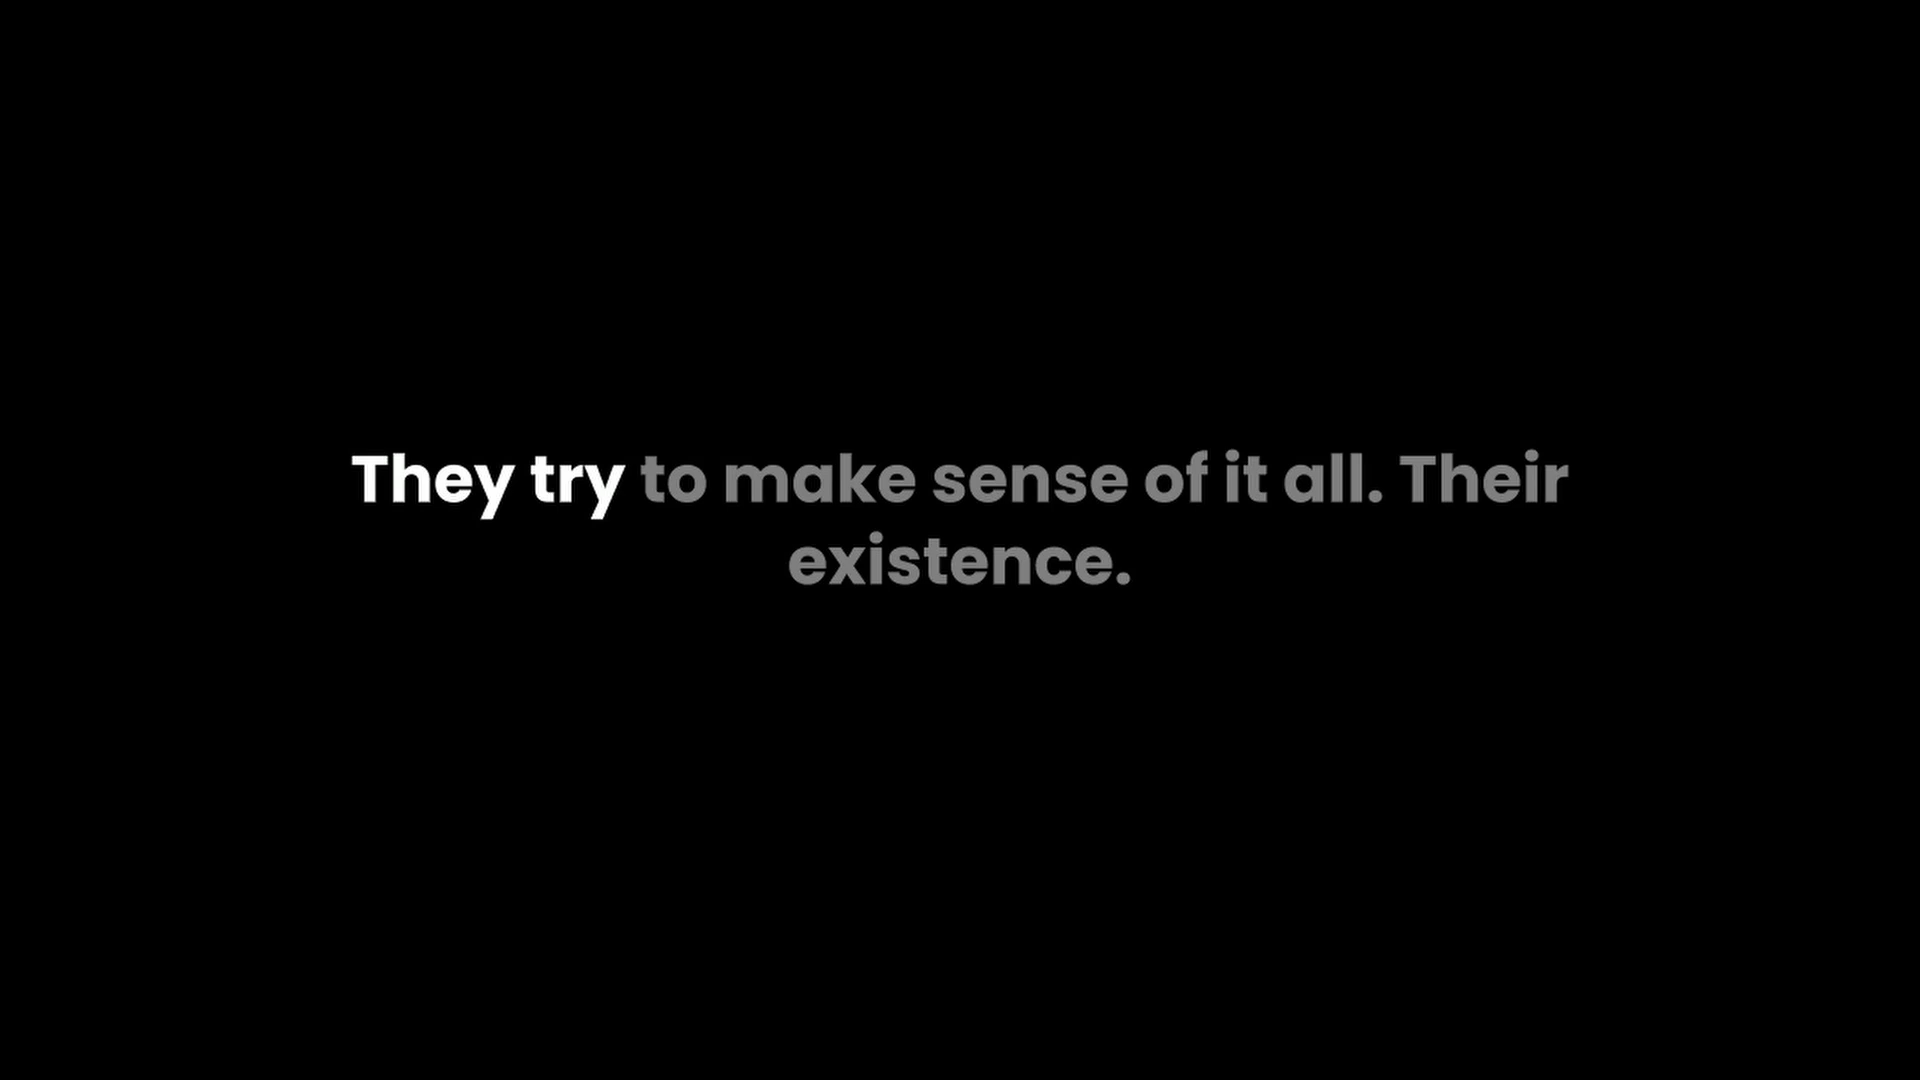 They try to make sense of it all. Their
existence.